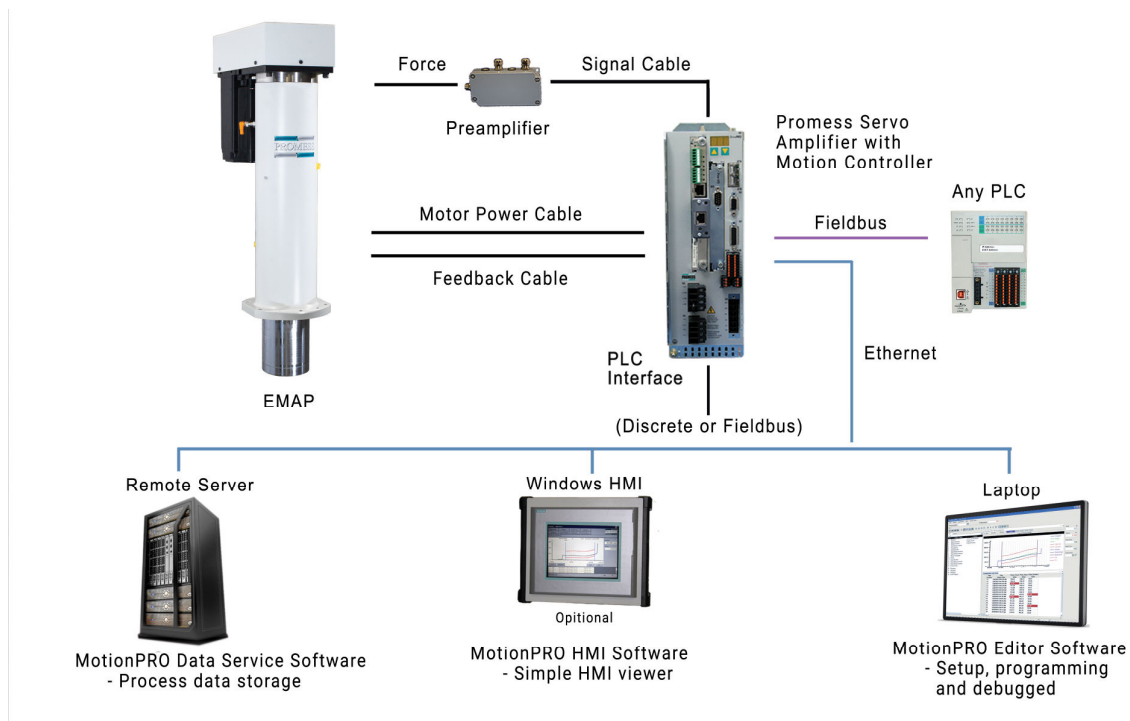 Force
Signal Cable
Preamplifier
PROMESS
Promess Servo
Amplifier with
Motion Controller
Any PLC
Motor Power Cable
Fieldbus
Feedback Cable
Ethernet
PLC
Interface
EMAP
(Discrete or Fieldbus)
Remote Server
Windows HMI
Laptop
Opitional
MotionPRO Data Service Software
- Process data storage
MotionPRO HMI Software
- Simple HMI viewer
MotionPRO Editor Software
- Setup, programming
and debugged